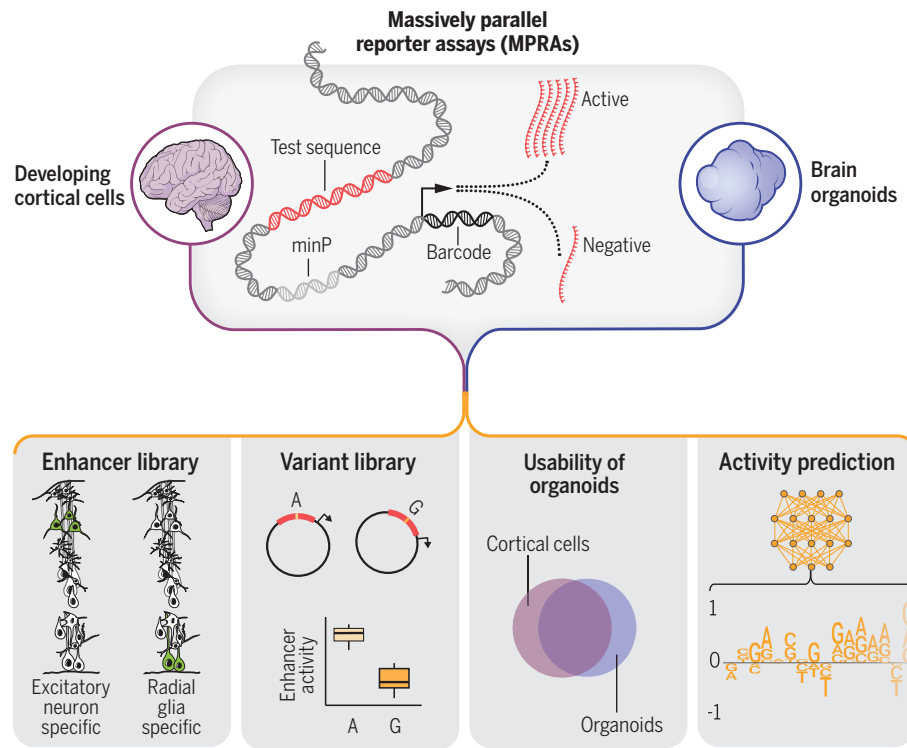 Massively parallel
reporter assays (MPRAs)
Active
Test sequence
Developing
cortical cells
Brain
organoids
minP
Barcode
Negative
Enhancer library
Excitatory
neuron
specific
Radial
glia
specific
Variant library
A
G
Enhancer
activity
A
G
Usability of
organoids
Cortical cells
Organoids
Activity prediction
1
0
-1